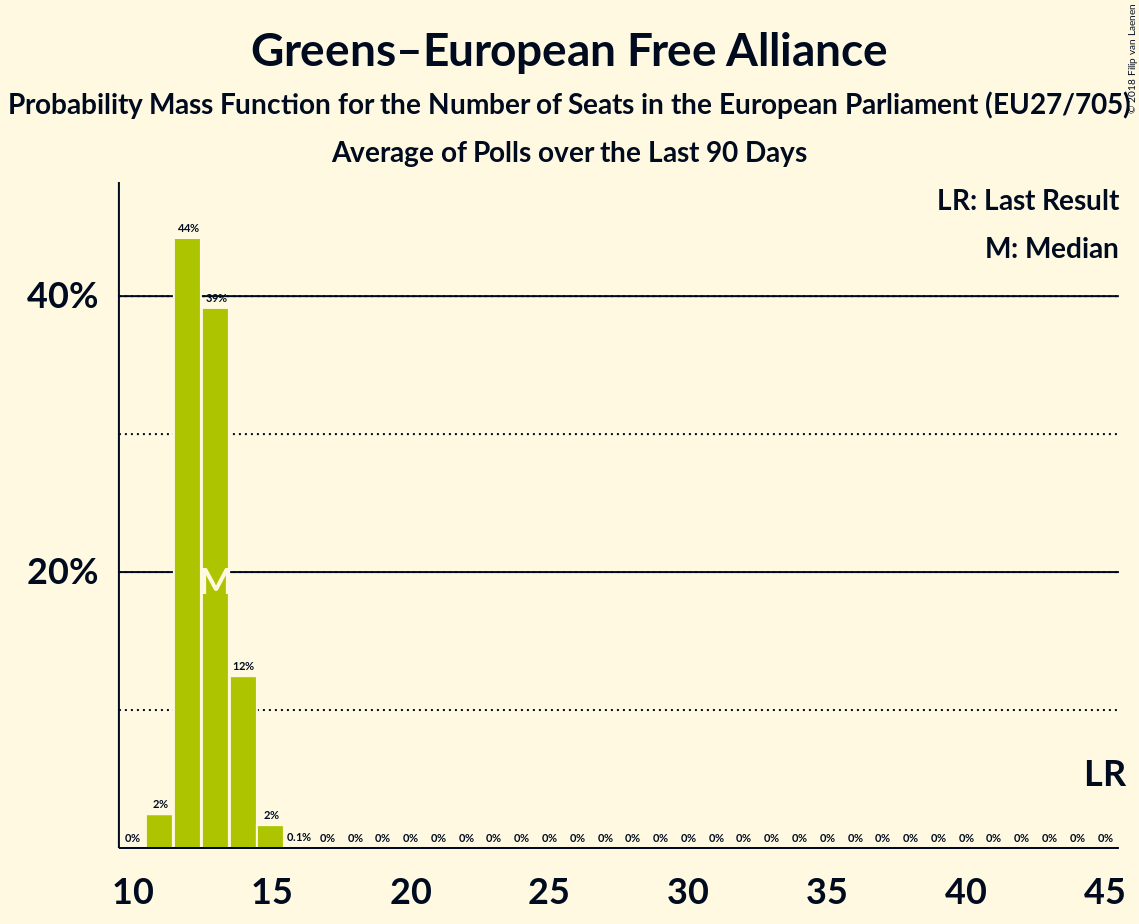 Greens–European Free Alliance
Probability Mass Function for the Number of Seats in the European Parliament (EU27/705)
Average of Polls over the Last 90 Days
© 2018 Filip van Laenen
LR: Last Result
M: Median
44%
40%
39%
20%
M
12%
LR
2%
2%
0% 0.1% 0% 0% 0% 0% 0% 0% 0% 0% 0% 0% 0% 0% 0% 0% 0% 0% 0% 0% 0% 0% 0% 0% 0% 0% 0% 0% 0% 0% 0%
10 15 20 25 30 35 40 45